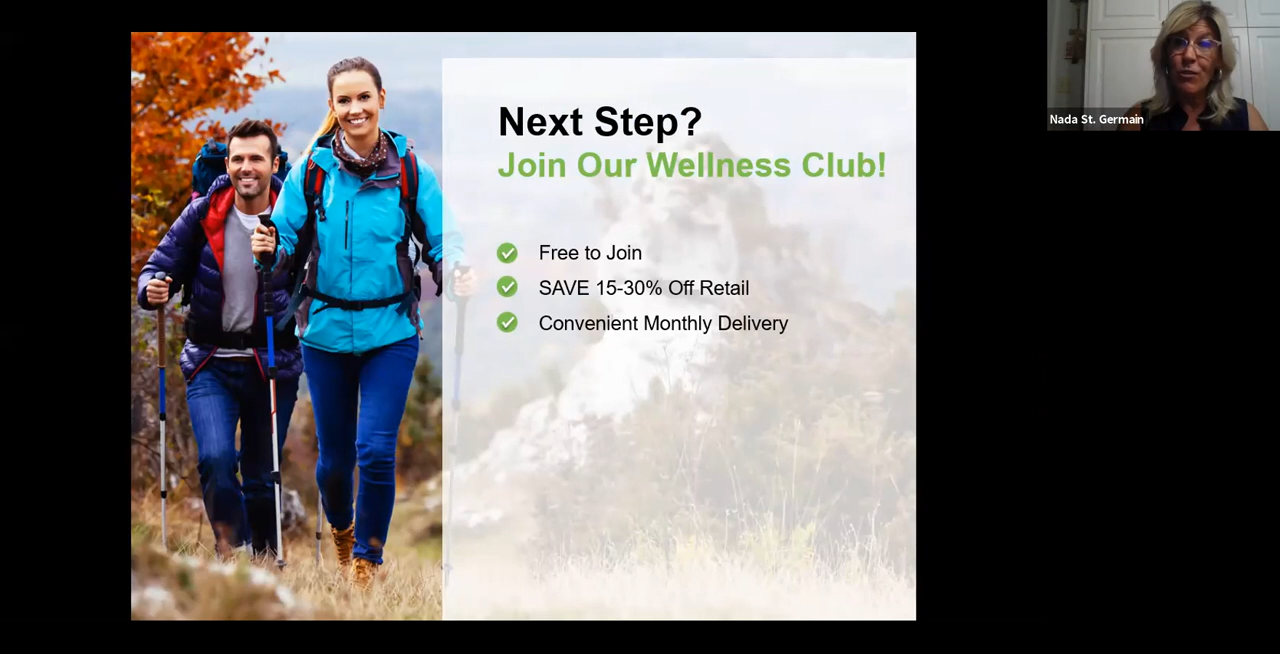 Next Step?
Join Our Wellness Club!
Free to Join
SAVE 15-30% Off Retail
Convenient Monthly Delivery
Nada St. Germain